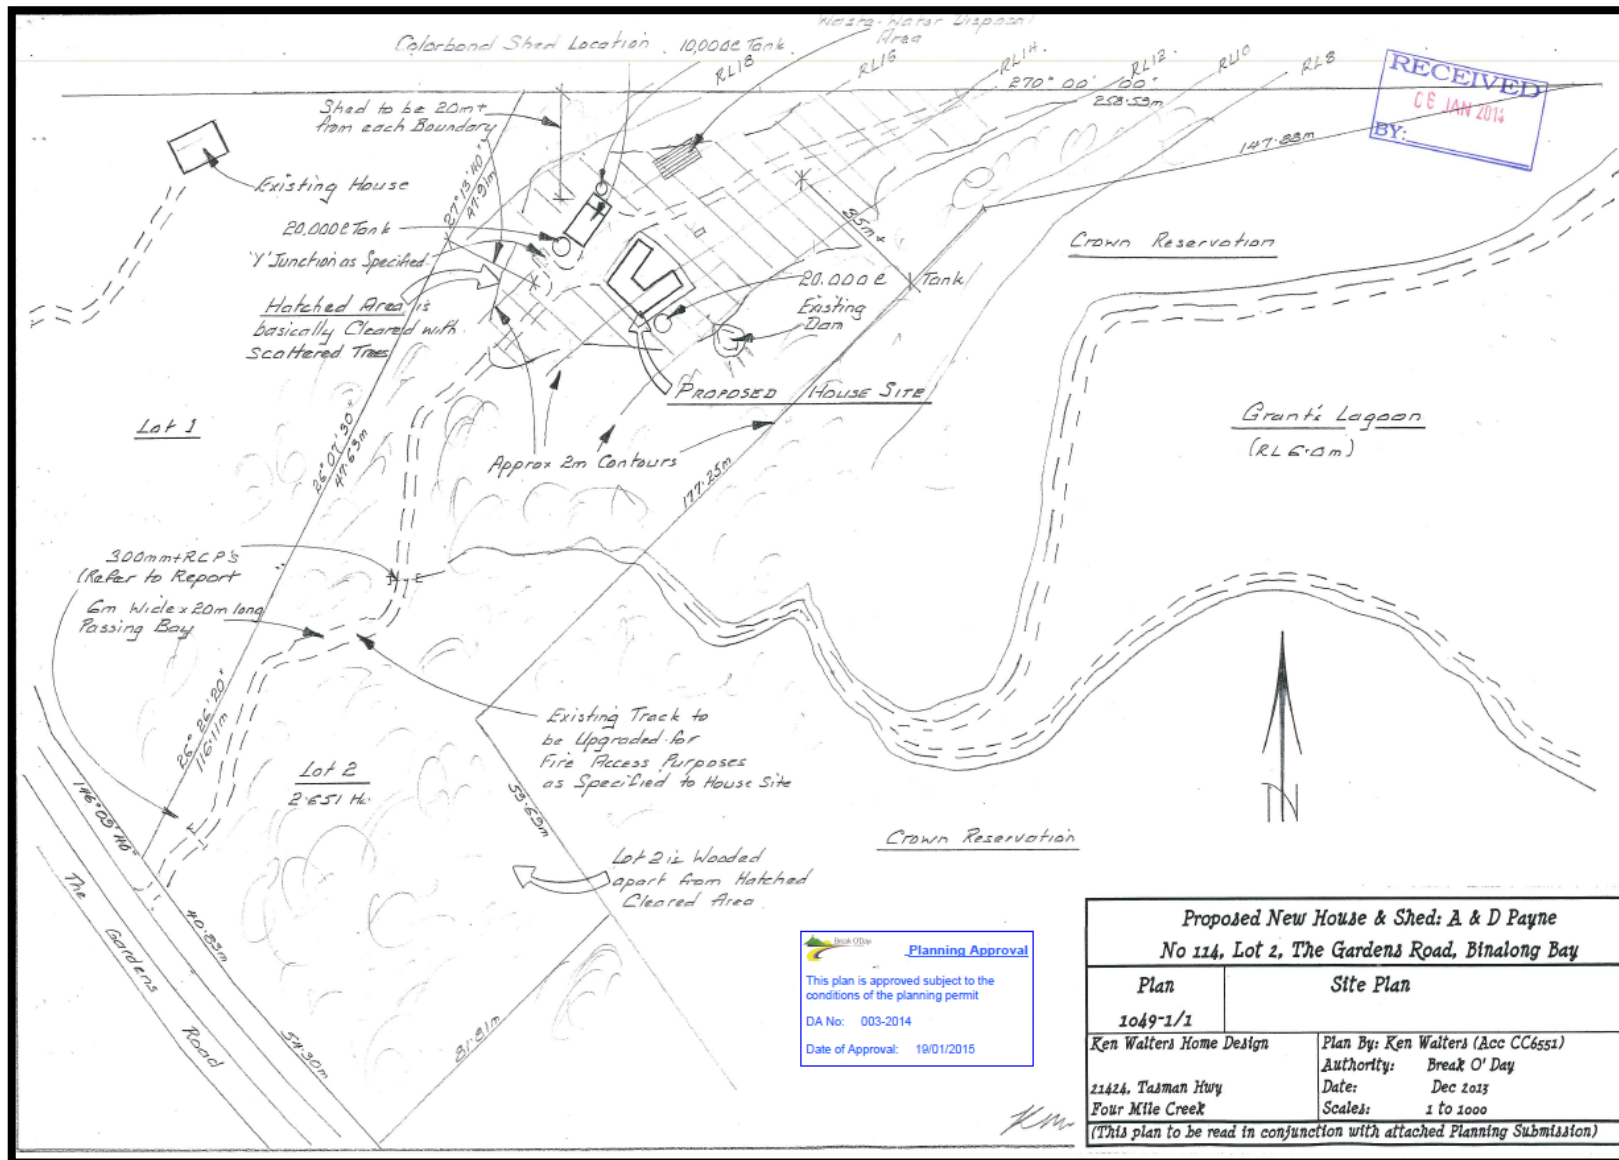 Waste-Water Disposal
Area
Colorbond Shed Location
10,000ℓ Tank
RL18
RL16
RL14
RL12
RL10
RL8
270° 00' 00"
258.59m
RECEIVED
06 JAN 2014
BY:
147.88m
Shed to be 20m+
from each Boundary
Existing House
27° 13' 40"
47.91m
20,000ℓ Tank
'Y' Junction as Specified
Hatched Area is
basically Cleared with
Scattered Trees
35m+
Tank
20,000ℓ
Existing
Dam
Crown Reservation
PROPOSED HOUSE SITE
Grant's Lagoon
(RL 6.0m)
Lot 1
26° 07' 30"
47.63m
Approx 2m Contours
177.25m
300mm+RCP's
(Refer to Report
6m Wide x 20m long
Passing Bay
26° 26' 20"
116.11m
Existing Track to
be Upgraded for
Fire Access Purposes
as Specified to House Site
Lot 2
2.651 Ha
59.69m
146° 09' 40"
Crown Reservation
Lot 2 is Wooded
apart from Hatched
Cleared Area
The Gardens Road
40.83m
54.30m
81.81m
N
Break O'Day
Planning Approval
This plan is approved subject to the
conditions of the planning permit
DA No: 003-2014
Date of Approval: 19/01/2015
Proposed New House & Shed: A & D Payne
No 114, Lot 2, The Gardens Road, Binalong Bay
Plan
1049-1/1
Site Plan
Ken Walters Home Design
21424, Tasman Hwy
Four Mile Creek
Plan By: Ken Walters (Acc CC6551)
Authority: Break O' Day
Date: Dec 2013
Scales: 1 to 1000
(This plan to be read in conjunction with attached Planning Submission)